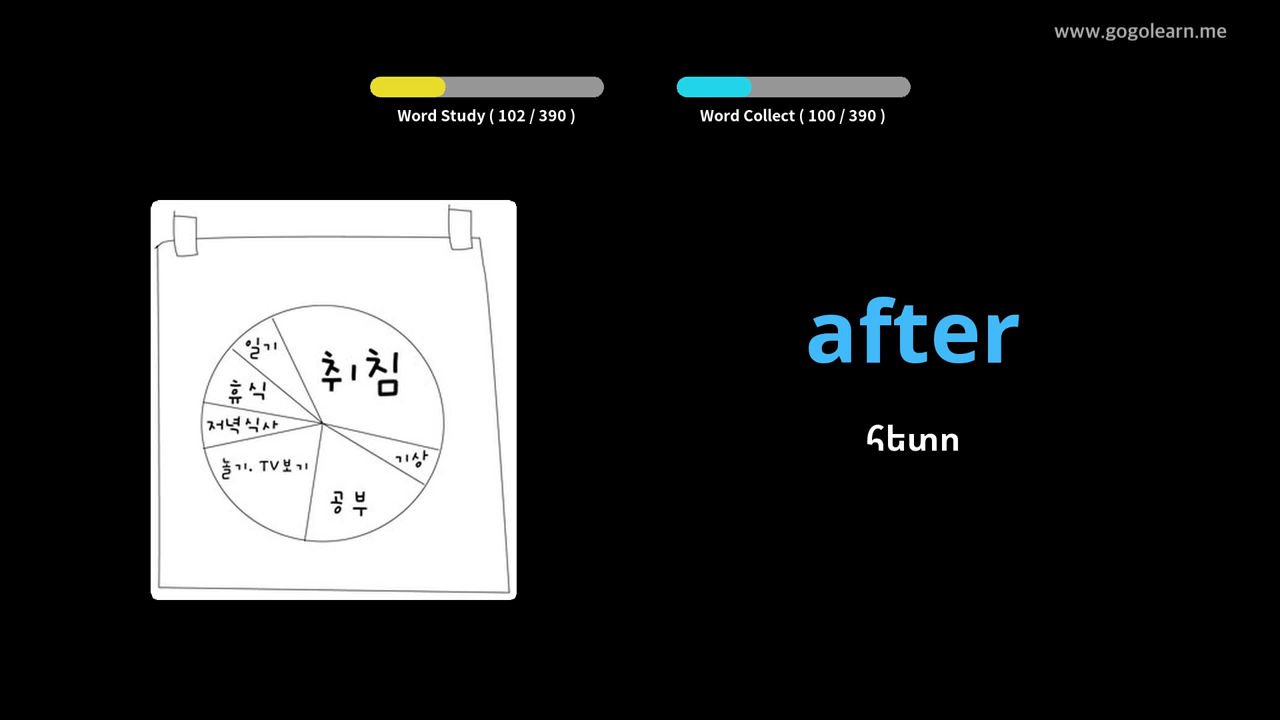 www.gogolearn.me
Word Study ( 102 / 390 )
Word Collect ( 100 / 390 )
일기
취침
휴식
저녁식사
놀기. TV보기
기상
공부
after
հետո